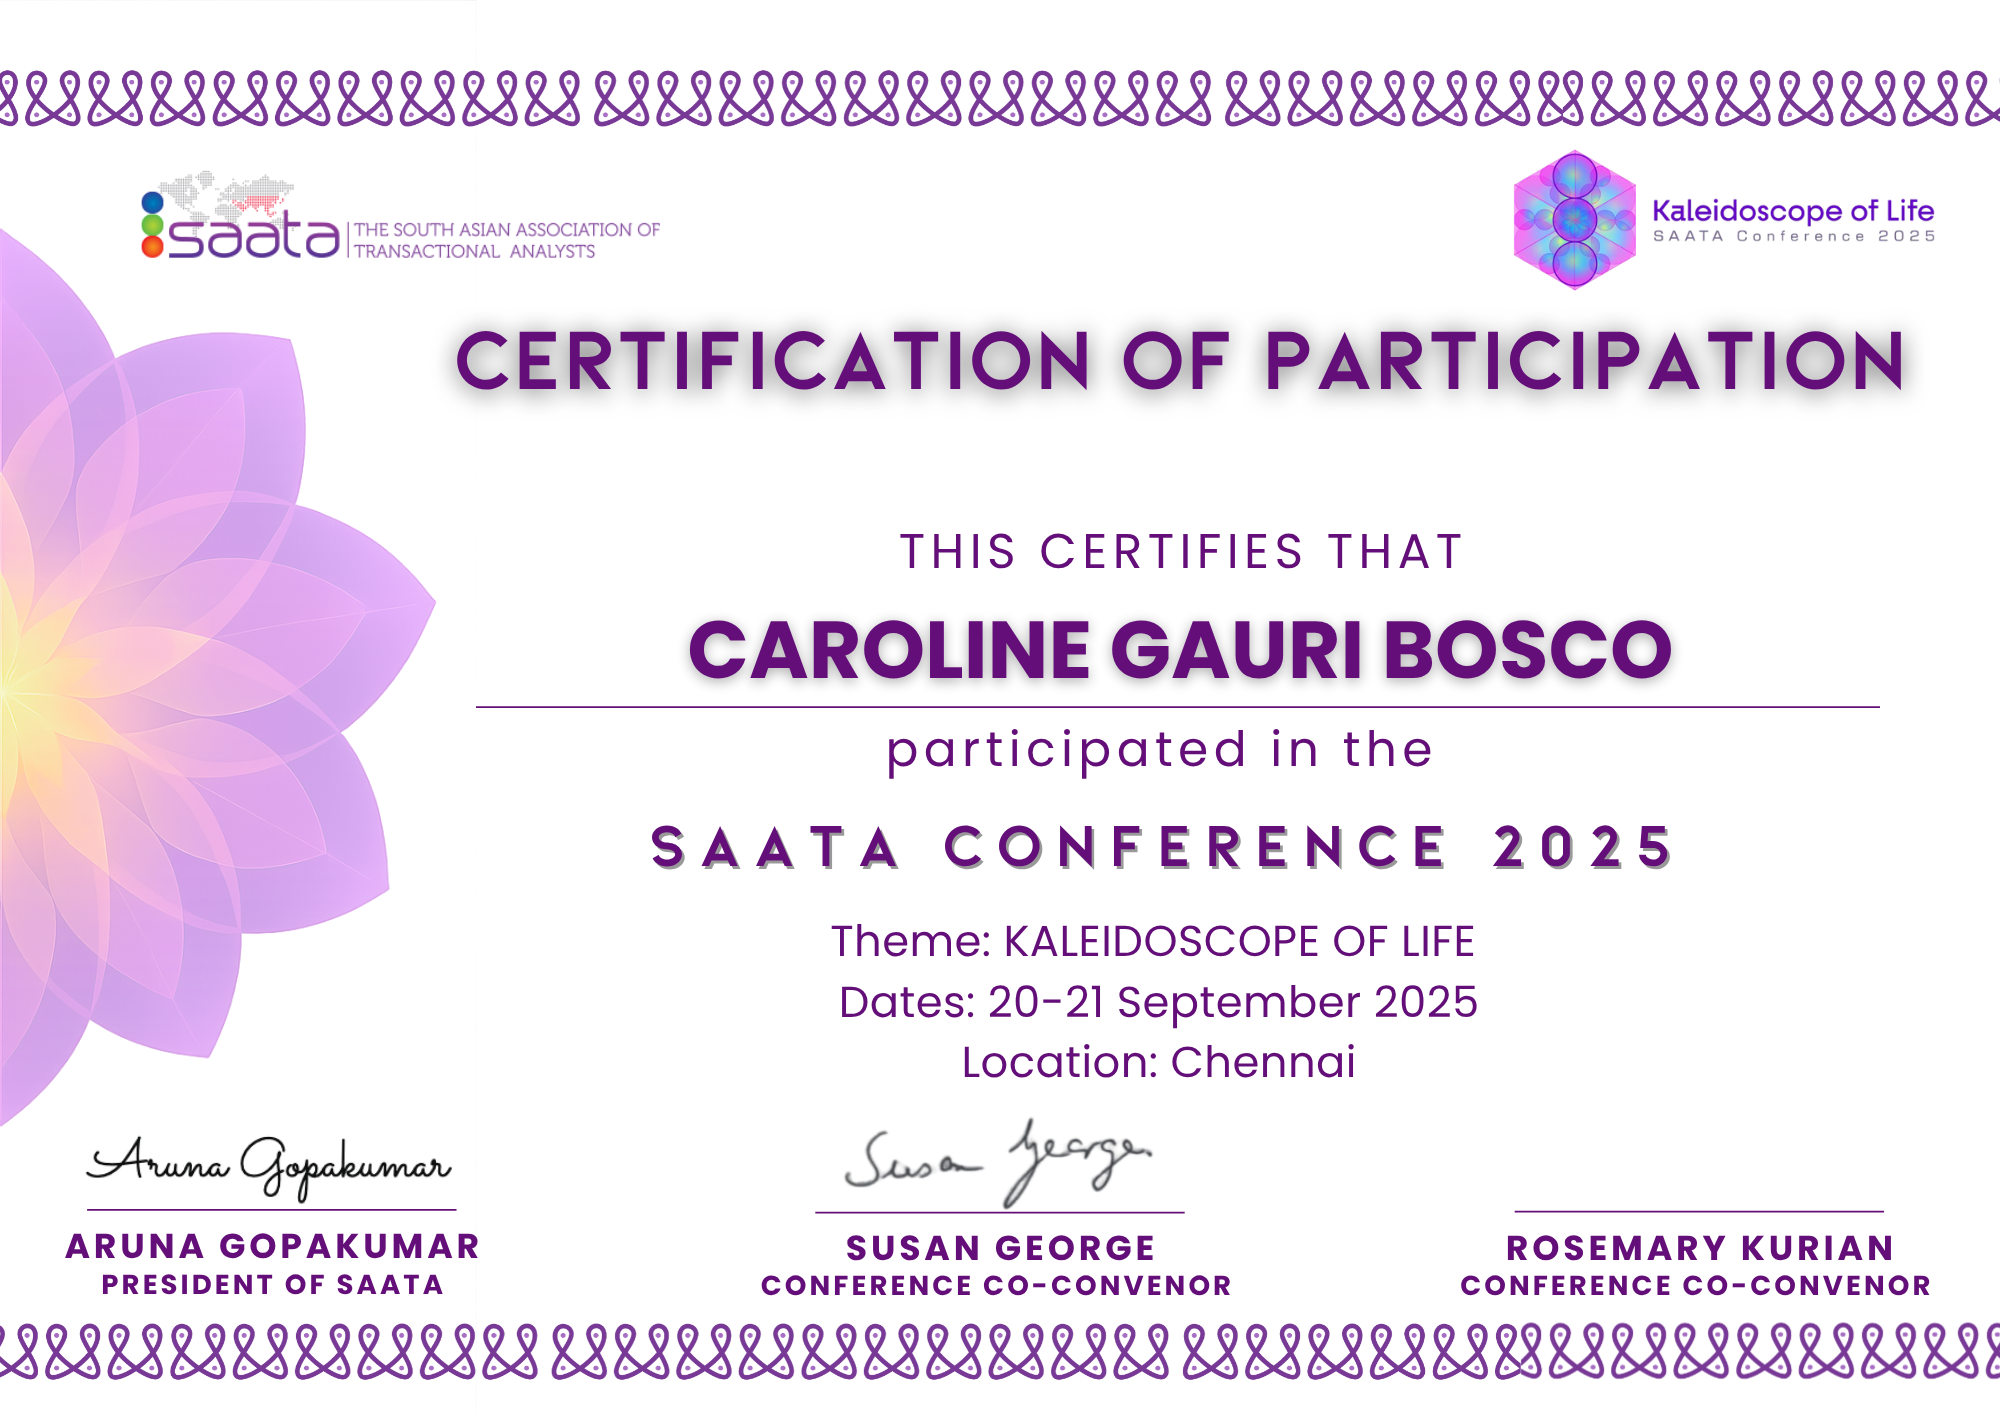 saata
THE SOUTH ASIAN ASSOCIATION OF
TRANSACTIONAL ANALYSTS
Kaleidoscope of Life
SAATA Conference 2025
CERTIFICATION OF PARTICIPATION
THIS CERTIFIES THAT
CAROLINE GAURI BOSCO
participated in the
SAATA CONFERENCE 2025
Theme: KALEIDOSCOPE OF LIFE
Dates: 20-21 September 2025
Location: Chennai
Aruna Gopakumar
ARUNA GOPAKUMAR
PRESIDENT OF SAATA
Susan George
SUSAN GEORGE
CONFERENCE CO-CONVENOR
ROSEMARY KURIAN
CONFERENCE CO-CONVENOR